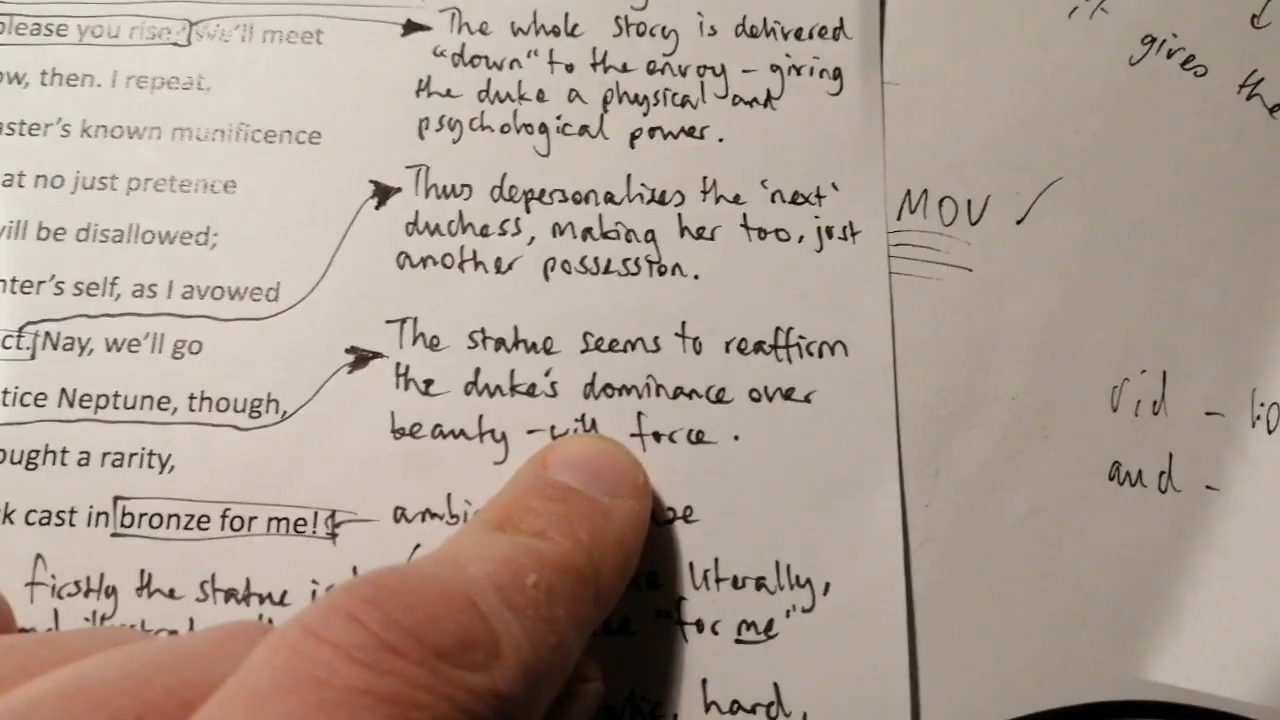 please you rise? We'll meet
ow, then. I repeat,
aster's known munificence
at no just pretence
will be disallowed;
hter's self, as I avowed
ct. Nay, we'll go
tice Neptune, though,
ought a rarity,
k cast in bronze for me!
The whole story is delivered
"down" to the envoy - giving
the duke a physical and
psychological power.
Thus depersonalizes the 'next'
duchess, making her too, just
another possession.
The statue seems to reaffirm
the duke's dominance over
beauty - with force.
be
firstly the statue
literally,
"for me"
hard,
gives the
MOV ✓
and -